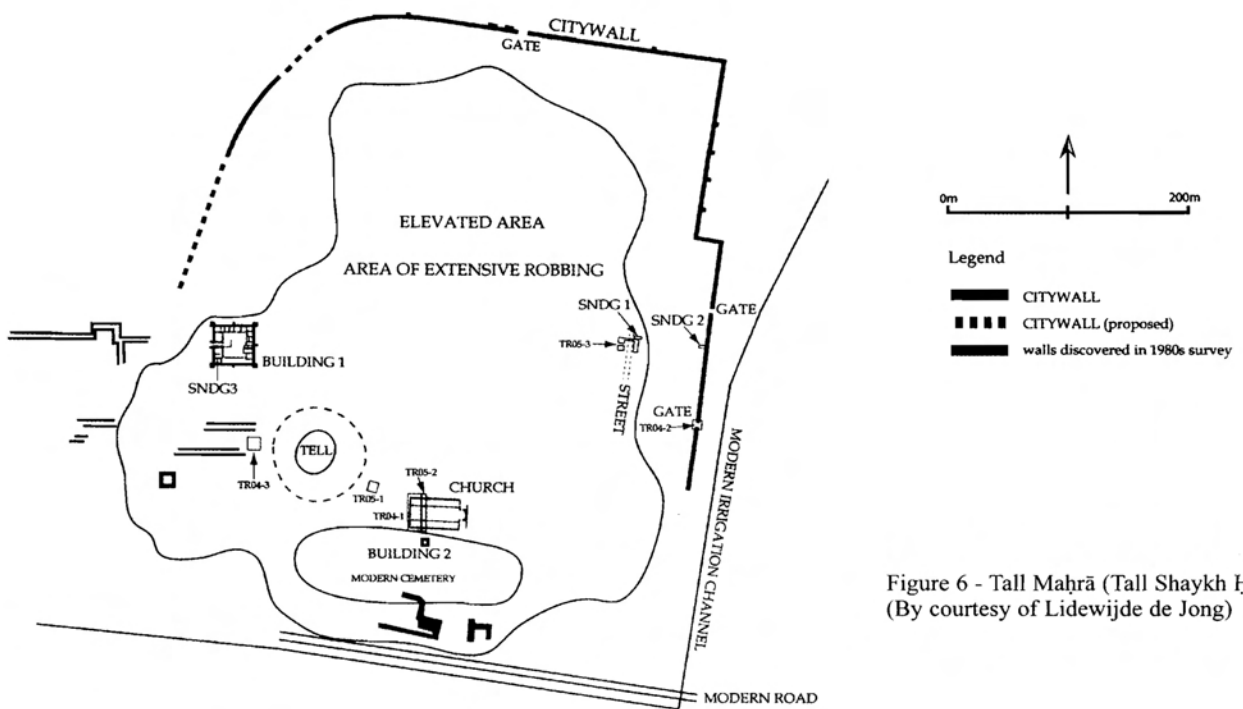 CITYWALL
GATE
ELEVATED AREA
AREA OF EXTENSIVE ROBBING
SNDG 1
SNDG 2
GATE
TR05-3
STREET
BUILDING 1
SNDG3
GATE
TR04-2
TELL
TR04-3
TR05-1
TR05-2
CHURCH
TR04-1
BUILDING 2
MODERN CEMETERY
MODERN IRRIGATION CHANNEL
MODERN ROAD
0m 200m
Legend
CITYWALL
CITYWALL (proposed)
walls discovered in 1980s survey
Figure 6 - Tall Maḥrā (Tall Shaykh
(By courtesy of Lidewijde de Jong)